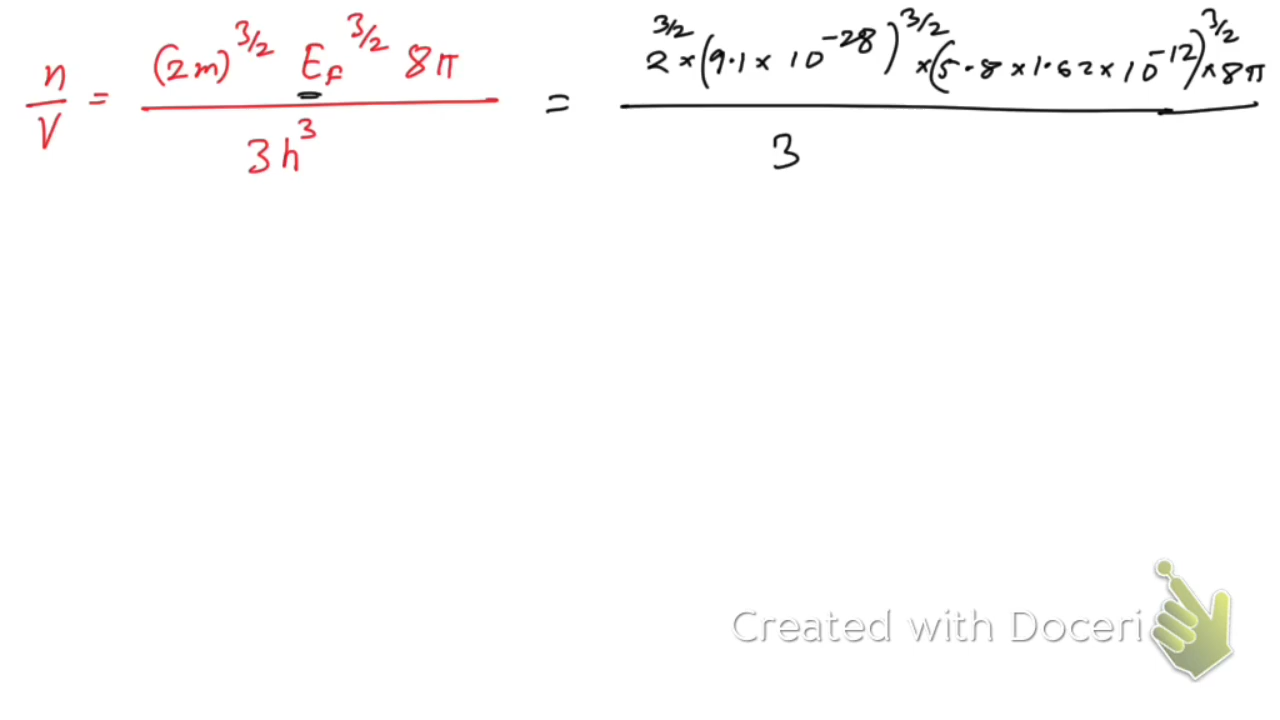 n/V = (2m)^3/2 E_f^3/2 8π / 3h^3 = 2^3/2 × (9.1 × 10^-28)^3/2 × (5.8 × 1.62 × 10^-12)^3/2 × 8π / 3
Created with Doceri